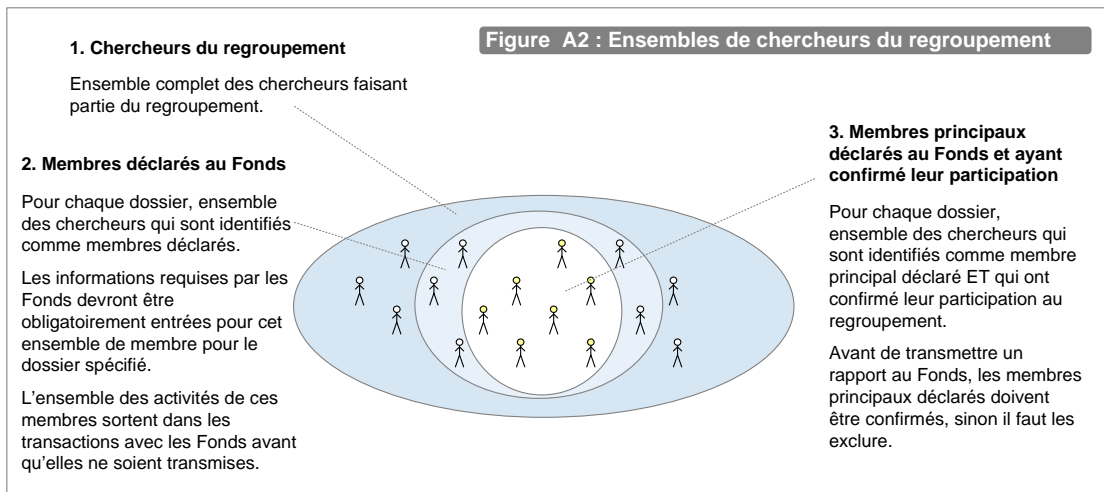 Figure A2 : Ensembles de chercheurs du regroupement
1. Chercheurs du regroupement
Ensemble complet des chercheurs faisant
partie du regroupement.
2. Membres déclarés au Fonds
Pour chaque dossier, ensemble
des chercheurs qui sont identifiés
comme membres déclarés.
Les informations requises par les
Fonds devront être
obligatoirement entrées pour cet
ensemble de membre pour le
dossier spécifié.
L’ensemble des activités de ces
membres sortent dans les
transactions avec les Fonds avant
qu’elles ne soient transmises.
3. Membres principaux
déclarés au Fonds et ayant
confirmé leur participation
Pour chaque dossier,
ensemble des chercheurs qui
sont identifiés comme membre
principal déclaré ET qui ont
confirmé leur participation au
regroupement.
Avant de transmettre un
rapport au Fonds, les membres
principaux déclarés doivent
être confirmés, sinon il faut les
exclure.